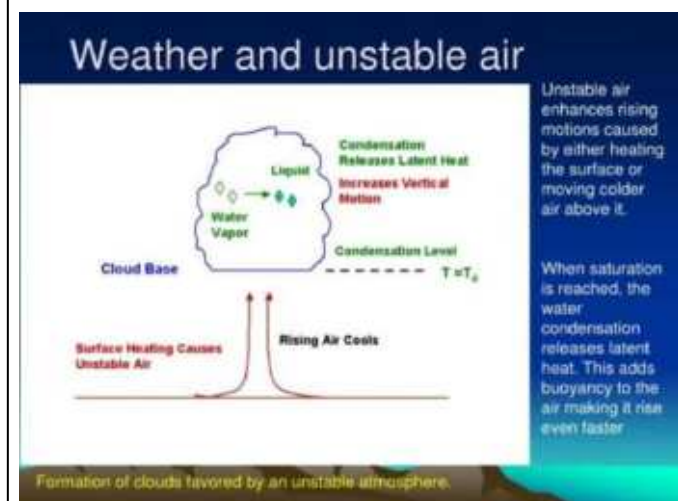 Weather and unstable air
Condensation
Releases Latent Heat
Liquid
Increases Vertical
Motion
Water
Vapor
Condensation Level
Cloud Base
T =Td
Rising Air Cools
Surface Heating Causes
Unstable Air
Unstable air
enhances rising
motions caused
by either heating
the surface or
moving colder
air above it.
When saturation
is reached, the
water
condensation
releases latent
heat. This adds
buoyancy to the
air making it rise
even faster
Formation of clouds favored by an unstable atmosphere.